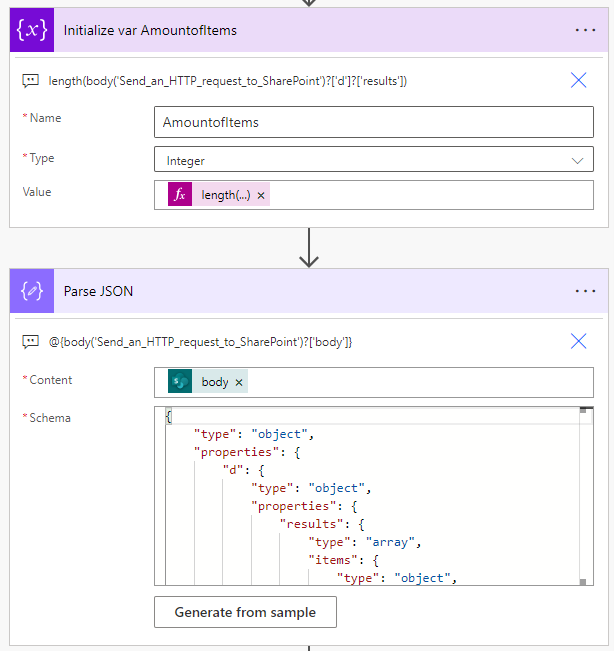 {x} Initialize var AmountofItems ...
length(body('Send_an_HTTP_request_to_SharePoint')?['d']?['results'])
* Name AmountofItems
* Type Integer
Value fx length(...) ×
{} Parse JSON ...
@{body('Send_an_HTTP_request_to_SharePoint')?['body']}
* Content S body ×
* Schema {
"type": "object",
"properties": {
"d": {
"type": "object",
"properties": {
"results": {
"type": "array",
"items": {
"type": "object",
Generate from sample